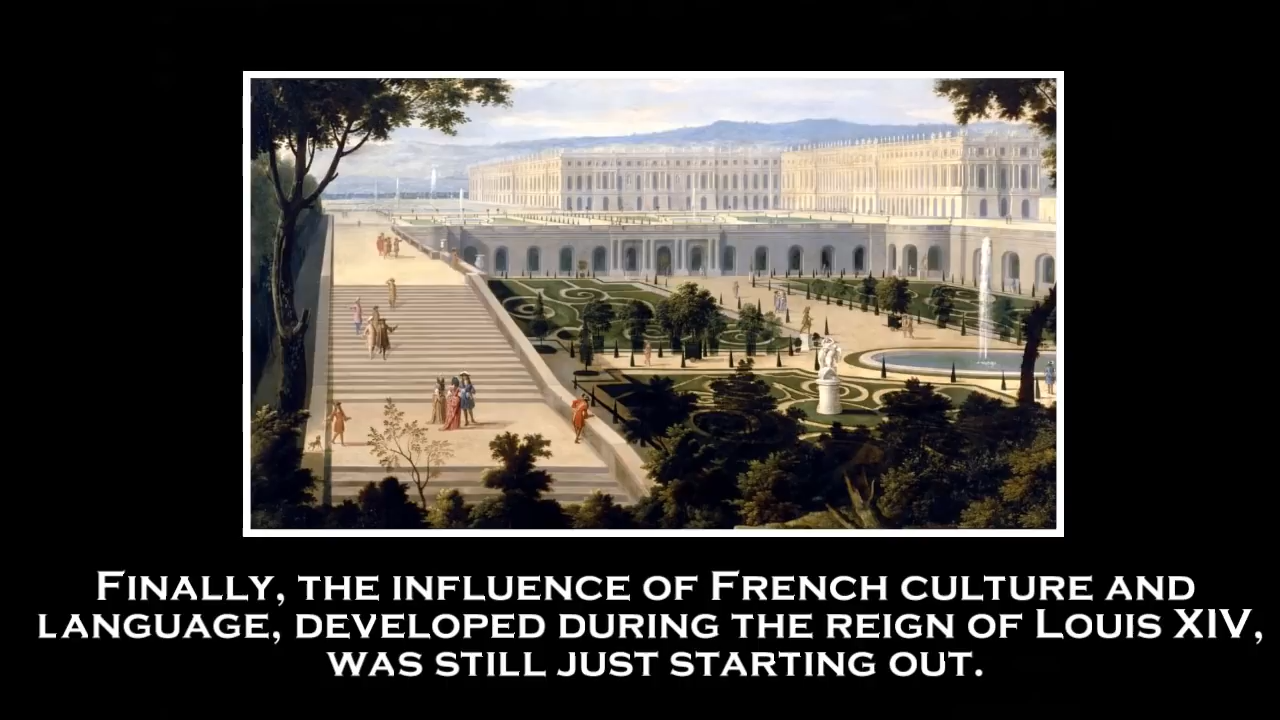 Finally, the influence of French culture and
language, developed during the reign of Louis XIV,
was still just starting out.